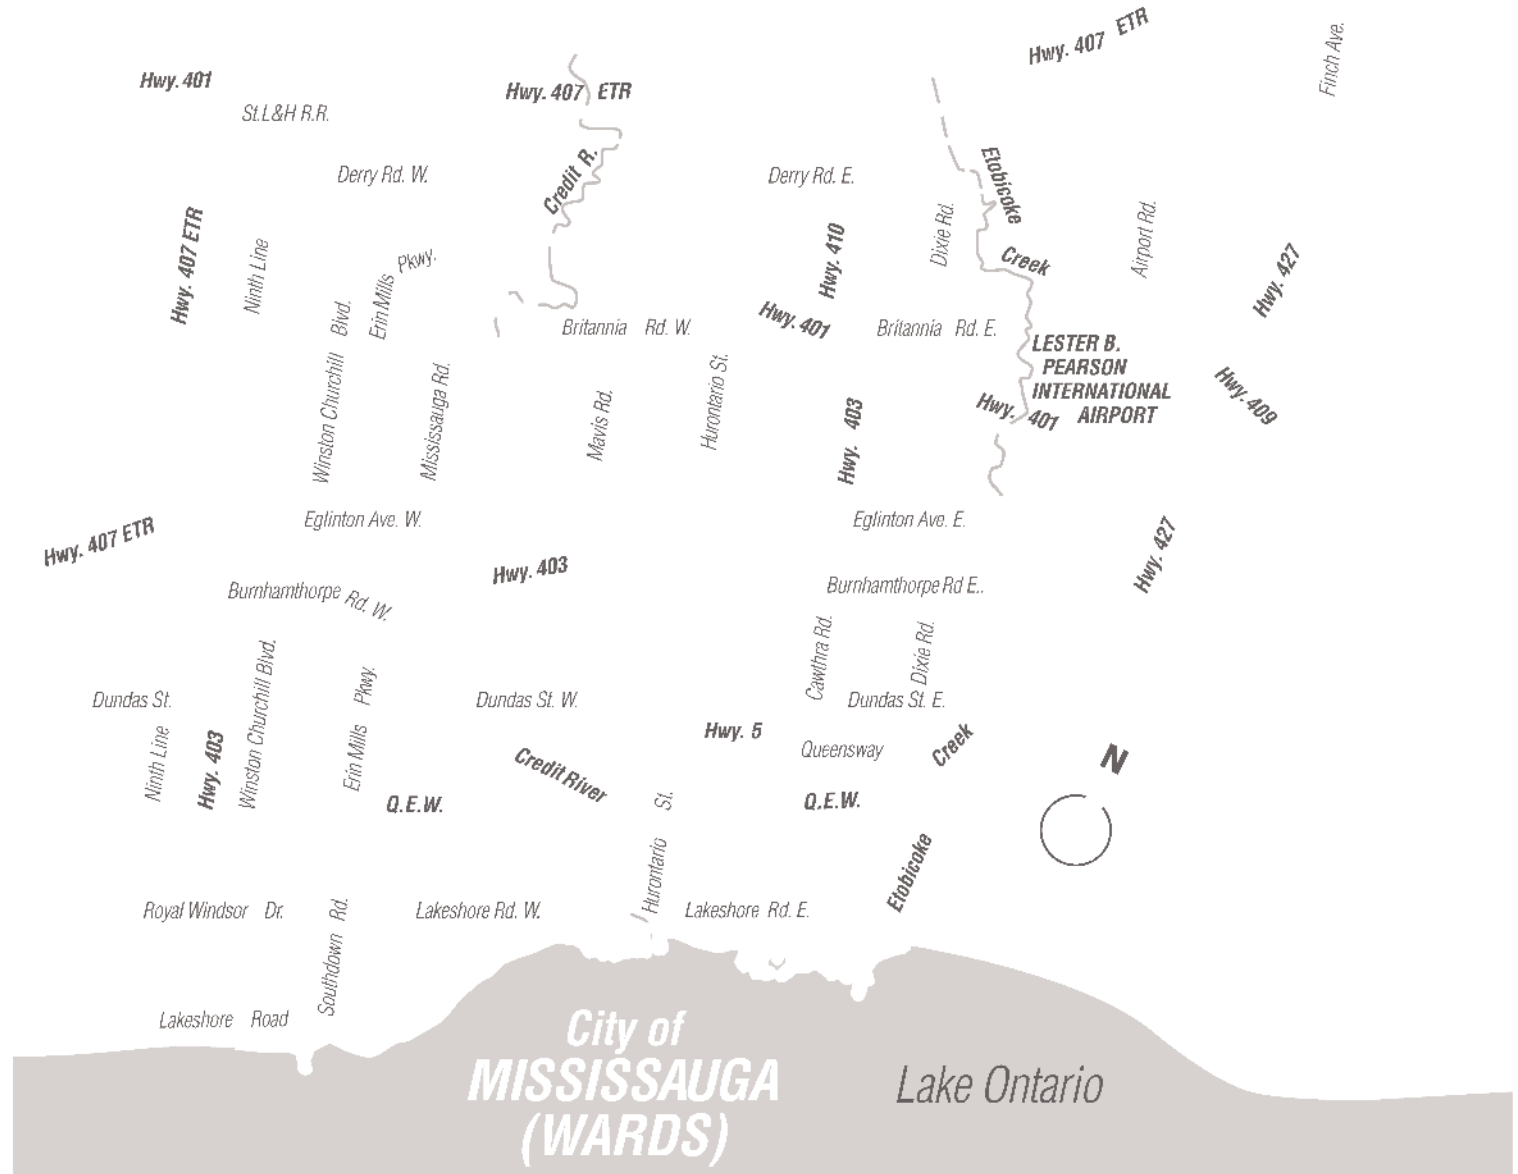 Hwy. 407 ETR
Finch Ave.
Hwy. 401
Hwy. 407 ETR
St.L&H R.R.
Derry Rd. W.
Credit R.
Derry Rd. E.
Etobicoke
Creek
Hwy. 407 ETR
Ninth Line
Erin Mills Pkwy.
Hwy. 410
Dixie Rd.
Airport Rd.
Hwy. 427
Winston Churchill Blvd.
Britannia Rd. W.
Hwy. 401
Britannia Rd. E.
LESTER B.
PEARSON
INTERNATIONAL
AIRPORT
Mississauga Rd.
Mavis Rd.
Hurontario St.
Hwy. 403
Hwy. 401
Hwy. 409
Eglinton Ave. W.
Eglinton Ave. E.
Hwy. 407 ETR
Hwy. 403
Hwy. 427
Burnhamthorpe Rd. W.
Burnhamthorpe Rd E..
Cawthra Rd.
Dixie Rd.
Winston Churchill Blvd.
Erin Mills Pkwy.
Dundas St.
Dundas St. W.
Dundas St. E.
Ninth Line
Hwy. 403
Hwy. 5
Queensway
Creek
Credit River
N
Q.E.W.
Q.E.W.
Hurontario St.
Etobicoke
Royal Windsor Dr.
Southdown Rd.
Lakeshore Rd. W.
Lakeshore Rd. E.
Lakeshore Road
City of
MISSISSAUGA
(WARDS)
Lake Ontario